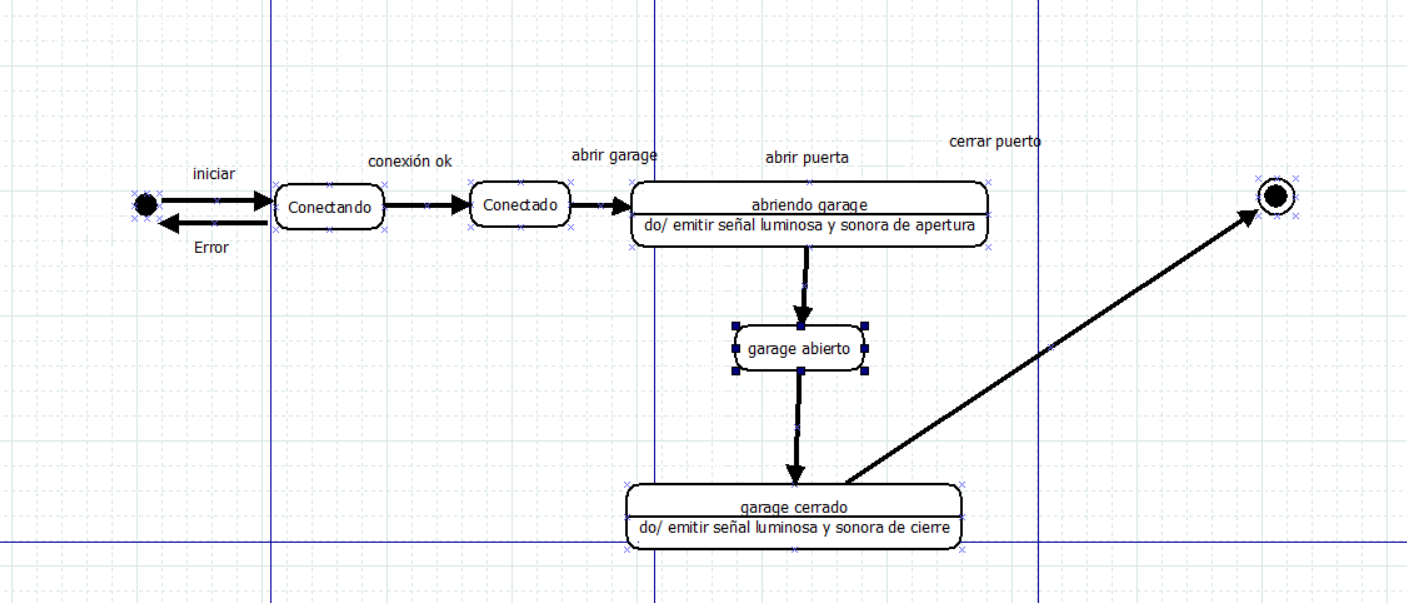 cerrar puerto
abrir garage
abrir puerta
conexión ok
iniciar
Conectando
Conectado
abriendo garage
do/ emitir señal luminosa y sonora de apertura
Error
garage abierto
garage cerrado
do/ emitir señal luminosa y sonora de cierre